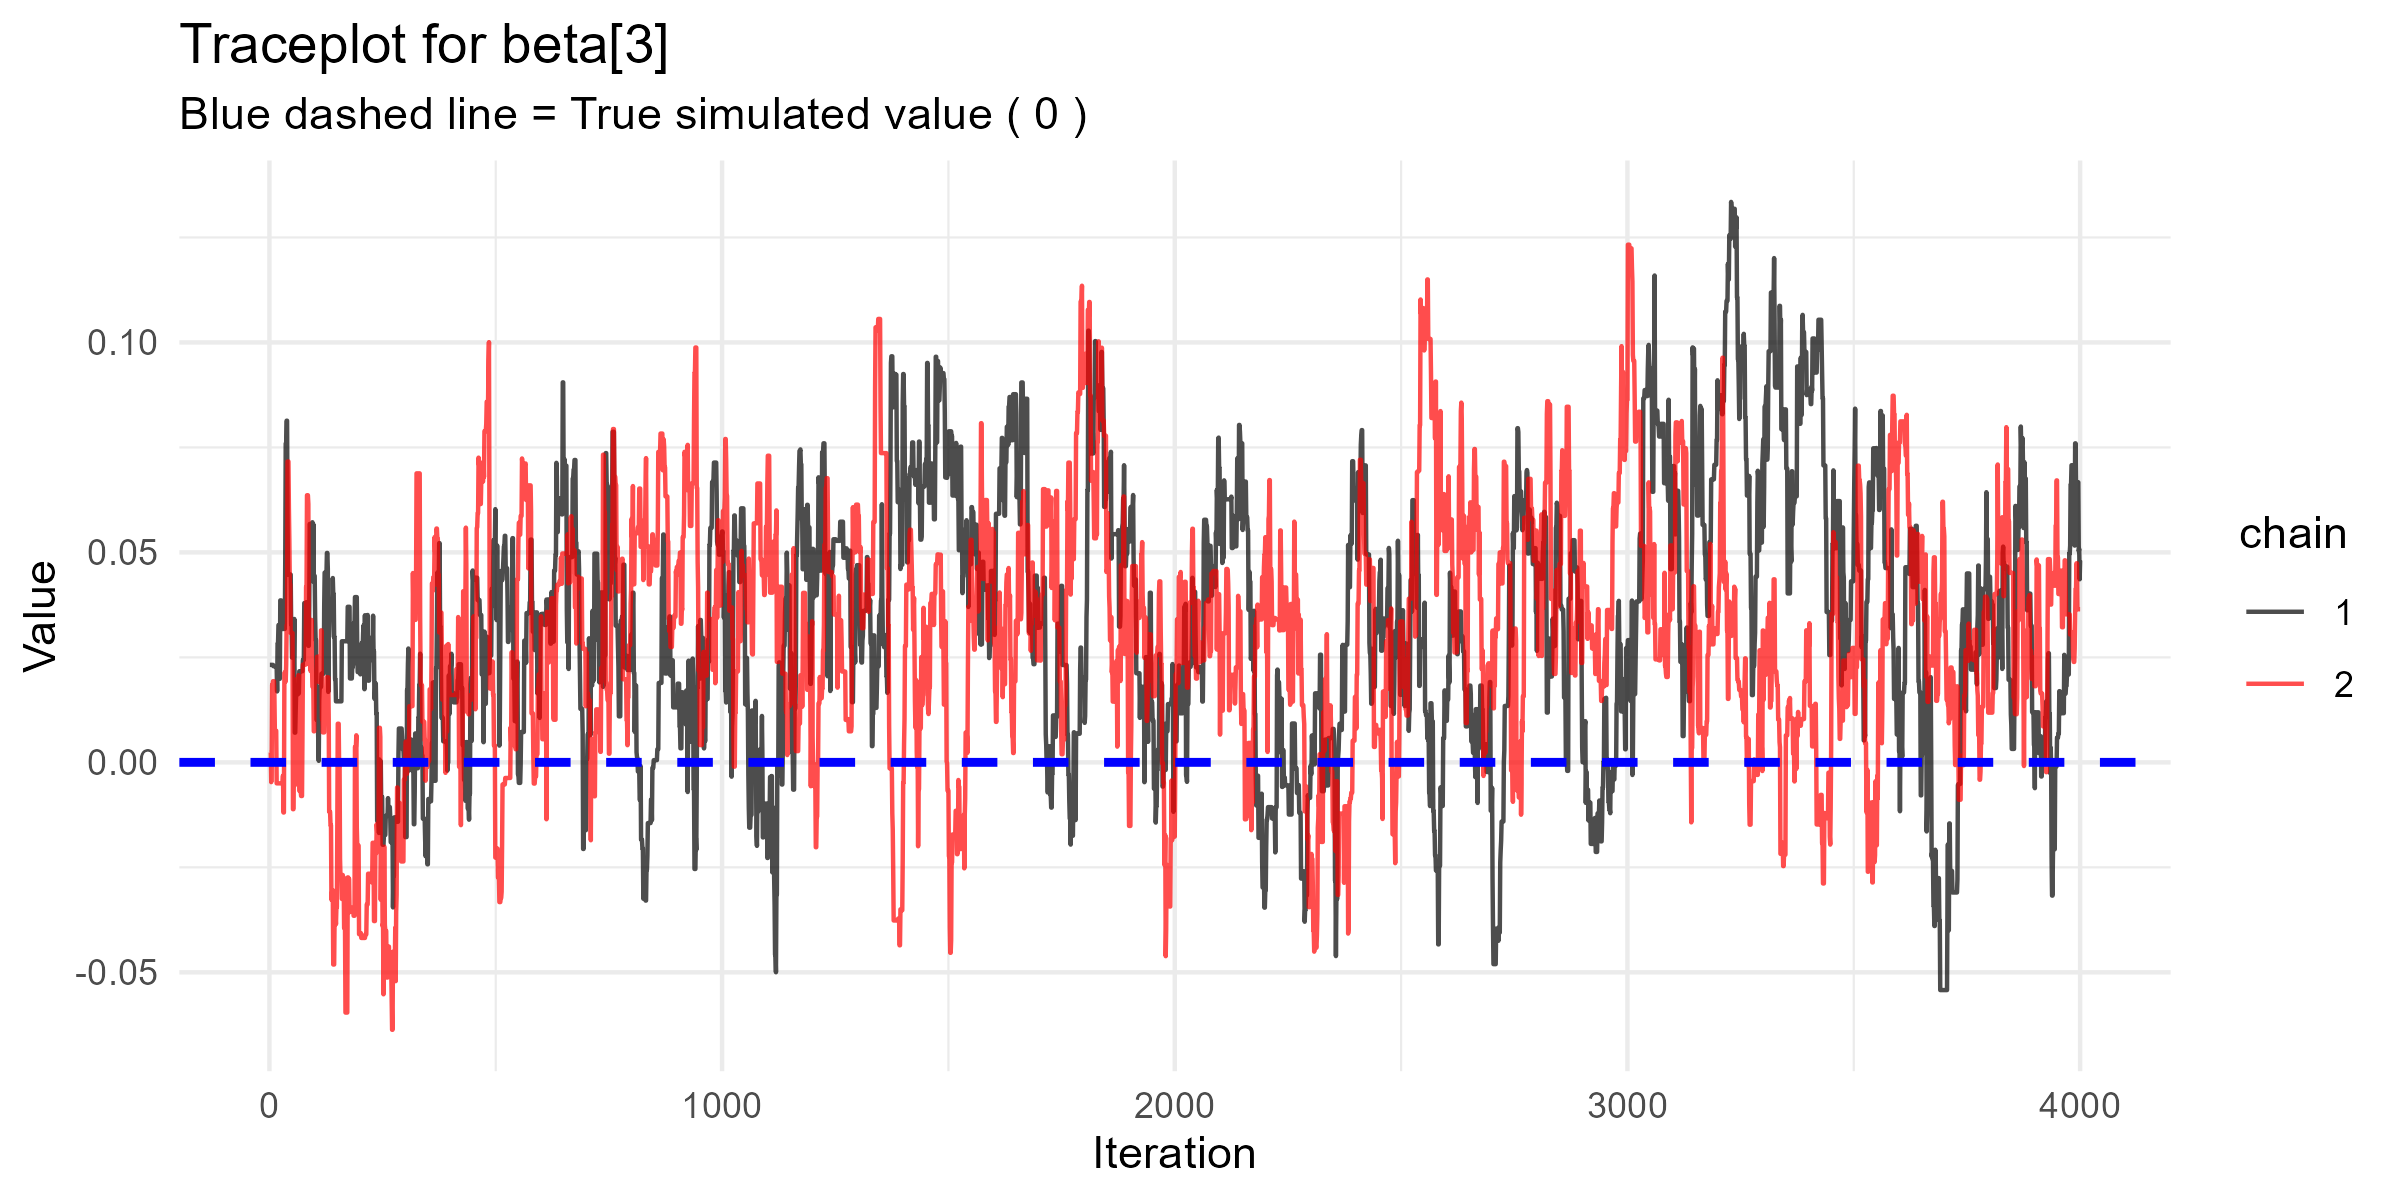 Traceplot for beta[3]
Blue dashed line = True simulated value ( 0 )
Value
0.10
0.05
0.00
-0.05
0
1000
2000
3000
4000
Iteration
chain
1
2